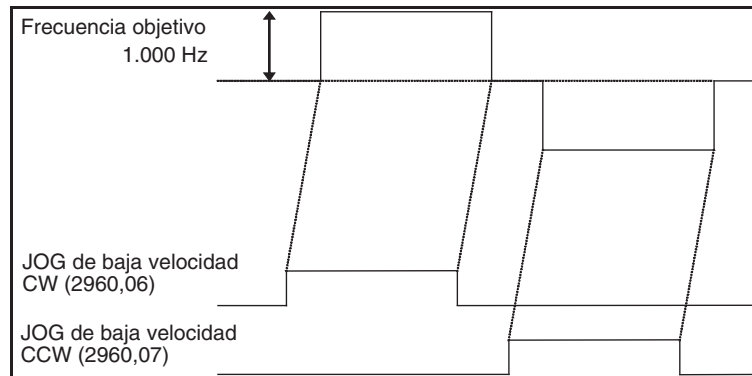 Frecuencia objetivo
1.000 Hz
JOG de baja velocidad
CW (2960,06)
JOG de baja velocidad
CCW (2960,07)